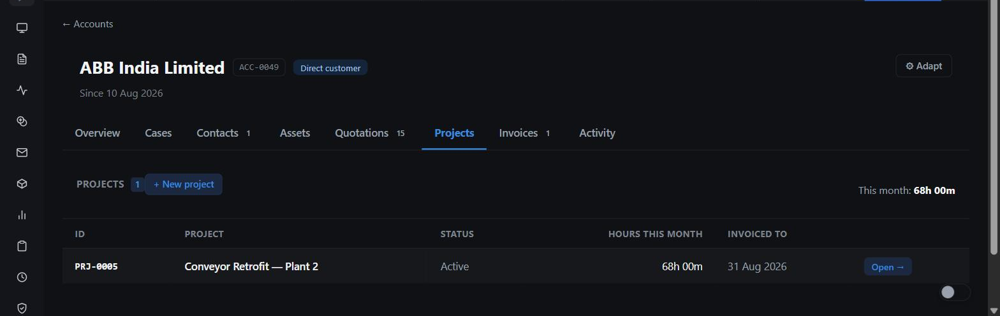 ← Accounts
ABB India Limited ACC-0049 Direct customer
⚙ Adapt
Since 10 Aug 2026
Overview Cases Contacts 1 Assets Quotations 15 Projects Invoices 1 Activity
PROJECTS 1 + New project
This month: 68h 00m
ID PROJECT STATUS HOURS THIS MONTH INVOICED TO
PRJ-0005 Conveyor Retrofit — Plant 2 Active 68h 00m 31 Aug 2026 Open →